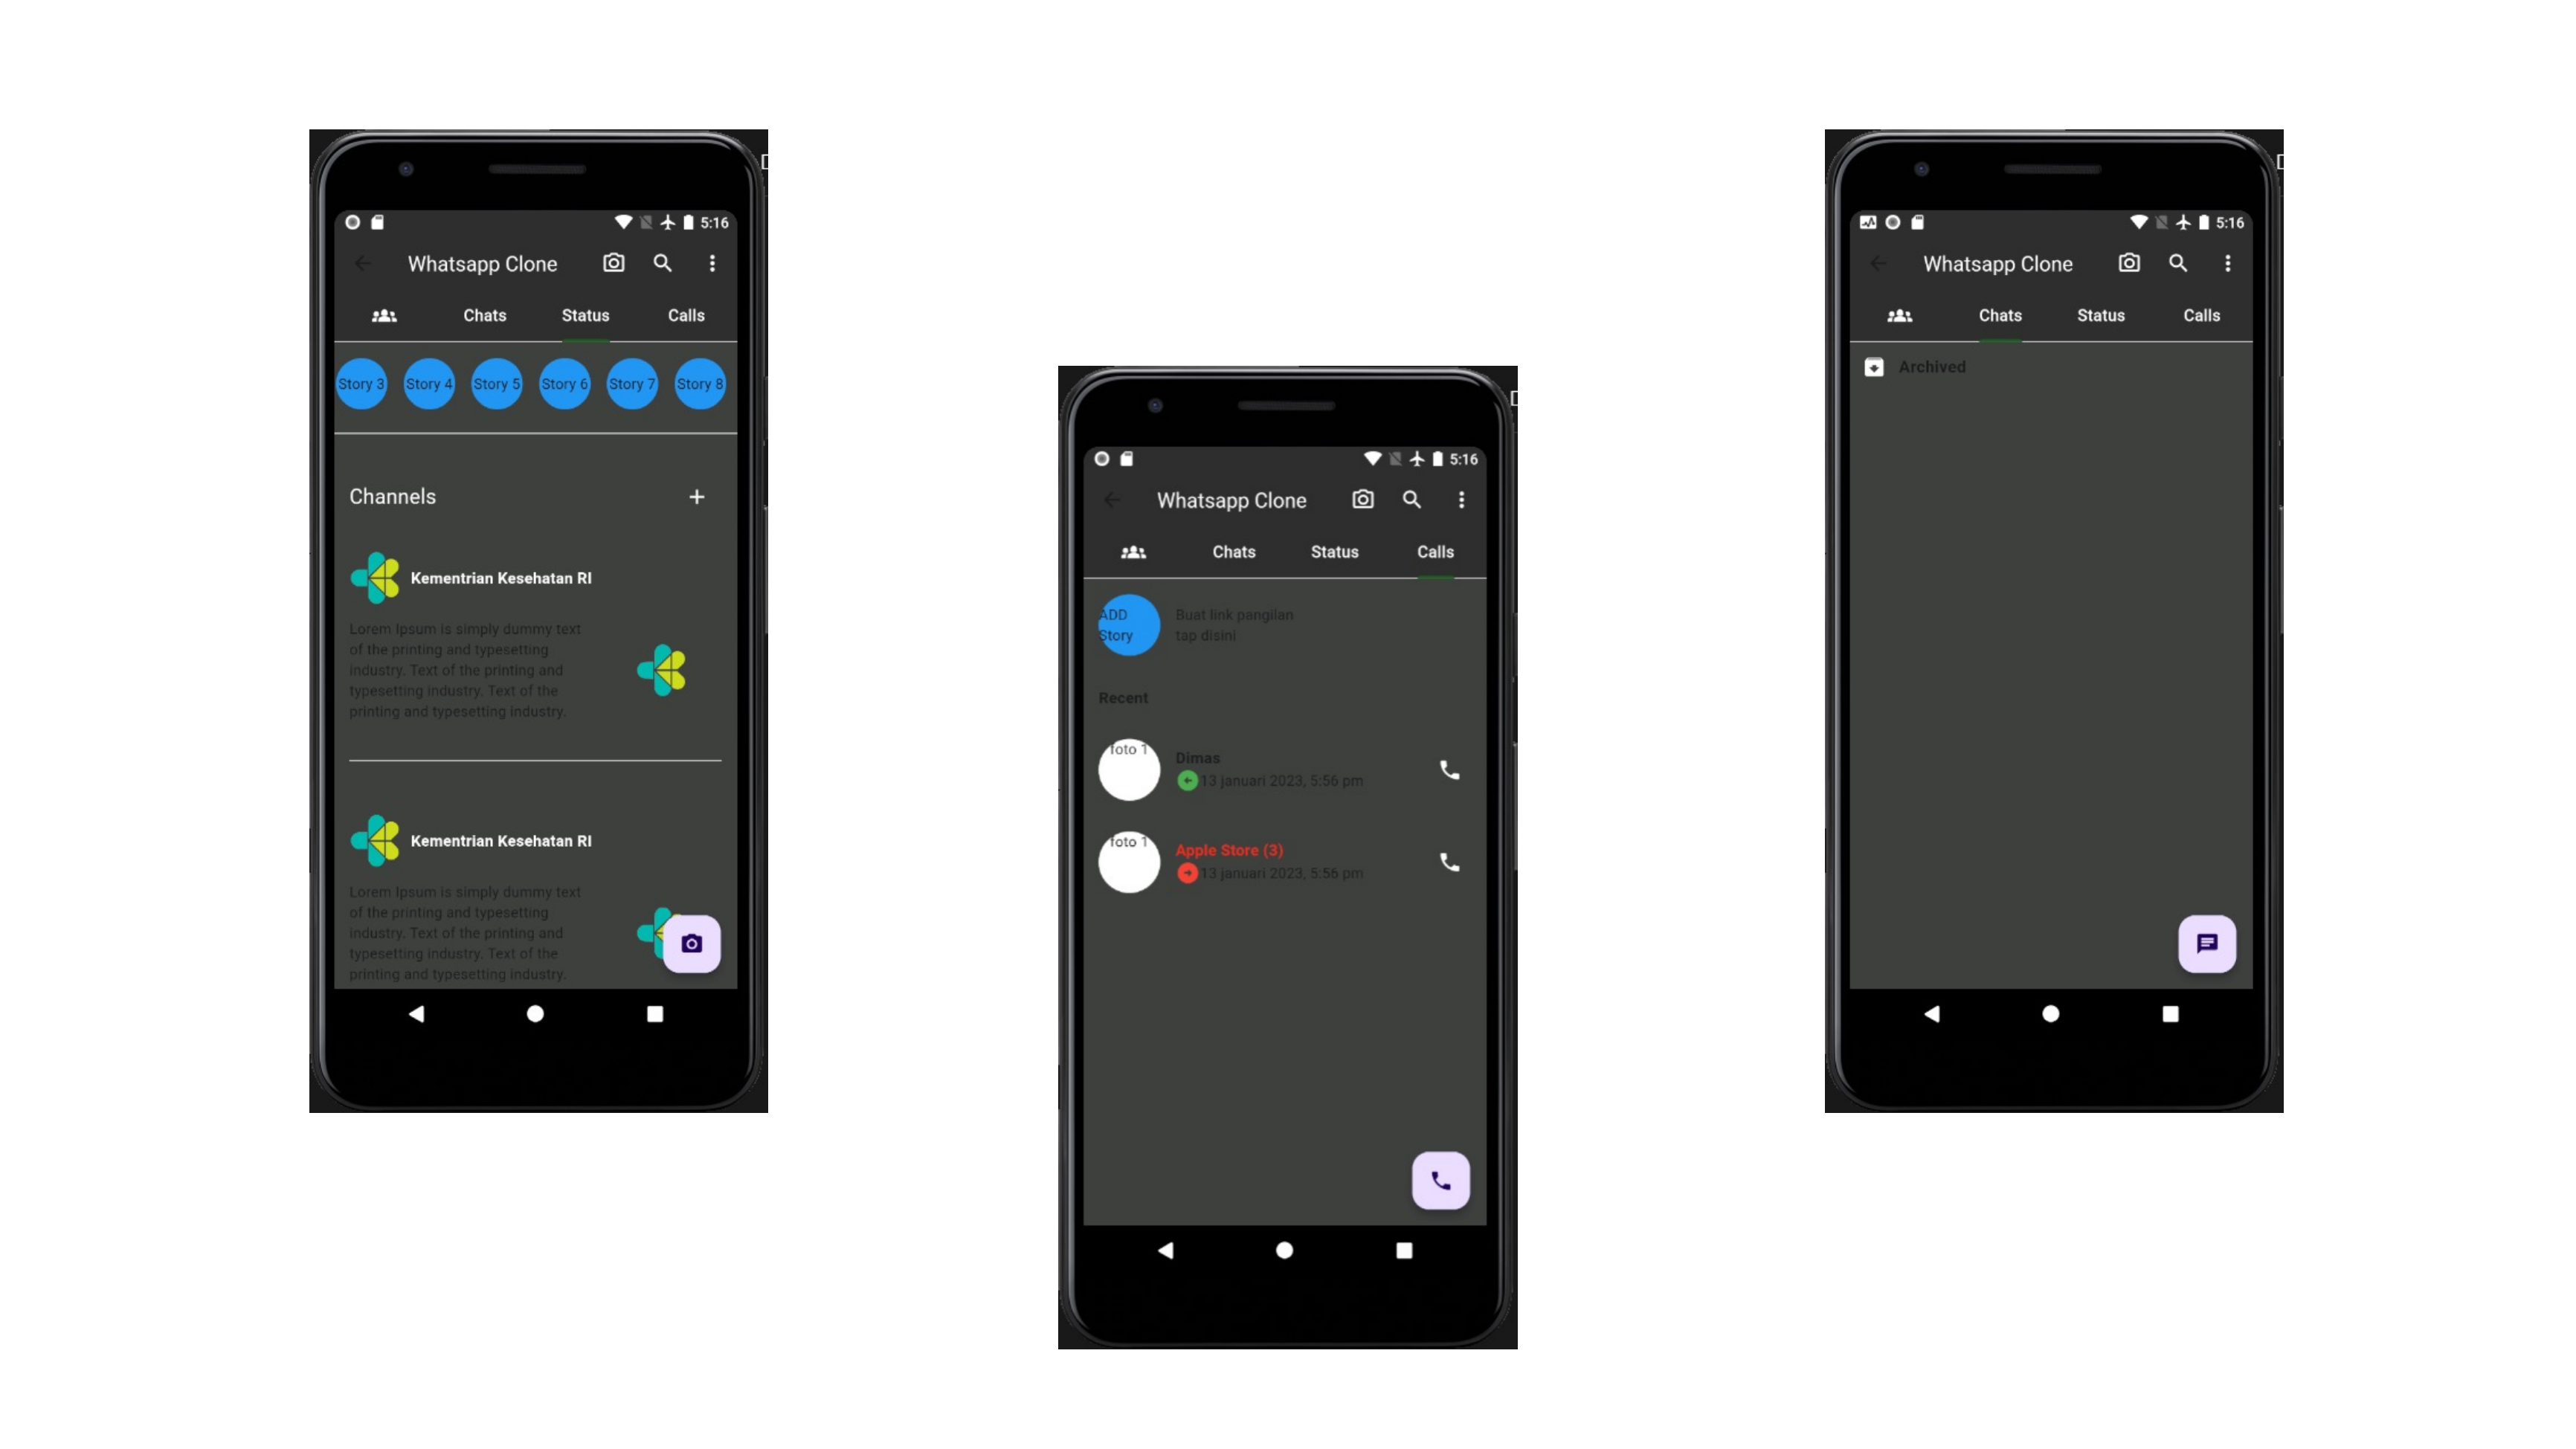 5:16
Whatsapp Clone
Chats Status Calls
Story 3 Story 4 Story 5 Story 6 Story 7 Story 8
Channels
Kementrian Kesehatan RI
Lorem Ipsum is simply dummy text
of the printing and typesetting
industry. Text of the printing and
typesetting industry. Text of the
printing and typesetting industry.
Kementrian Kesehatan RI
Lorem Ipsum is simply dummy text
of the printing and typesetting
industry. Text of the printing and
typesetting industry. Text of the
printing and typesetting industry.
5:16
Whatsapp Clone
Chats Status Calls
ADD
Story
Buat link pangilan
tap disini
Recent
foto 1
Dimas
13 januari 2023, 5:56 pm
foto 1
Apple Store (3)
13 januari 2023, 5:56 pm
5:16
Whatsapp Clone
Chats Status Calls
Archived